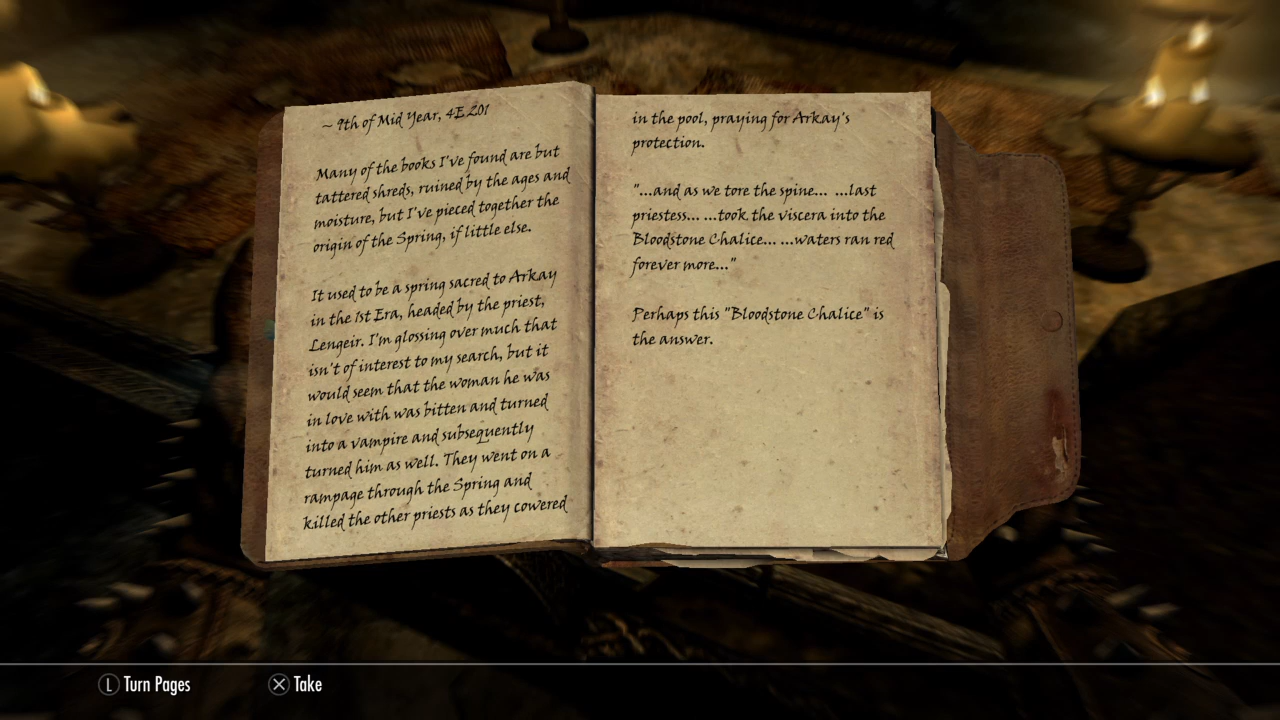 ~ 9th of Mid Year, 4E 201
Many of the books I've found are but
tattered shreds, ruined by the ages and
moisture, but I've pieced together the
origin of the Spring, if little else.
It used to be a spring sacred to Arkay
in the 1st Era, headed by the priest,
Lengeir. I'm glossing over much that
isn't of interest to my search, but it
would seem that the woman he was
in love with was bitten and turned
into a vampire and subsequently
turned him as well. They went on a
rampage through the Spring and
killed the other priests as they cowered
in the pool, praying for Arkay's
protection.
"...and as we tore the spine... ...last
priestess... ...took the viscera into the
Bloodstone Chalice... ...waters ran red
forever more..."
Perhaps this "Bloodstone Chalice" is
the answer.
L Turn Pages
X Take